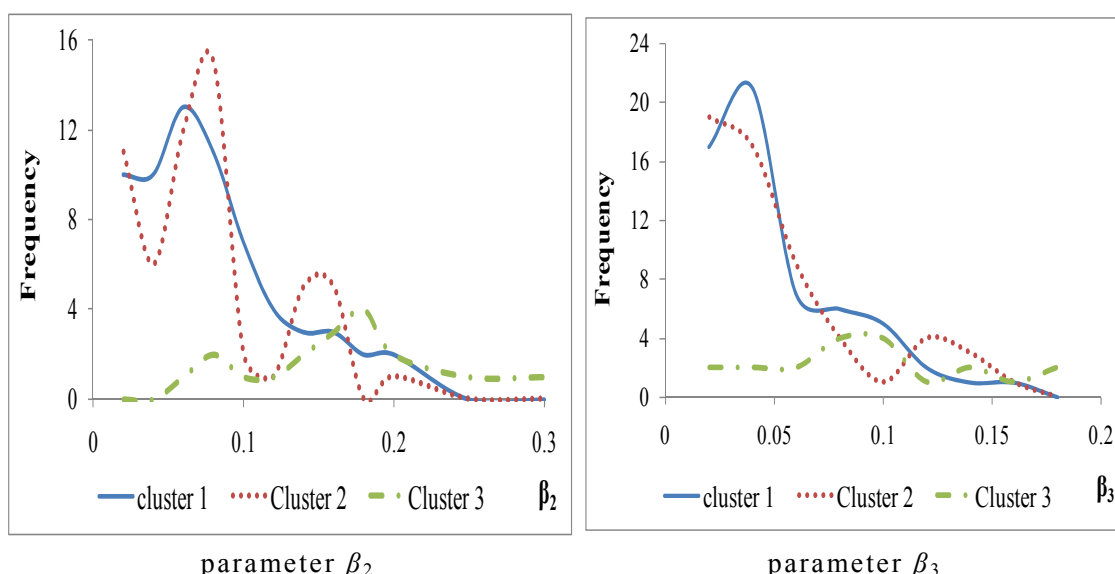 16
12
8
4
0
Frequency
0
0.1
0.2
0.3
cluster 1
Cluster 2
Cluster 3
β2
parameter β2
24
20
16
12
8
4
0
Frequency
0
0.05
0.1
0.15
0.2
cluster 1
Cluster 2
Cluster 3
β3
parameter β3